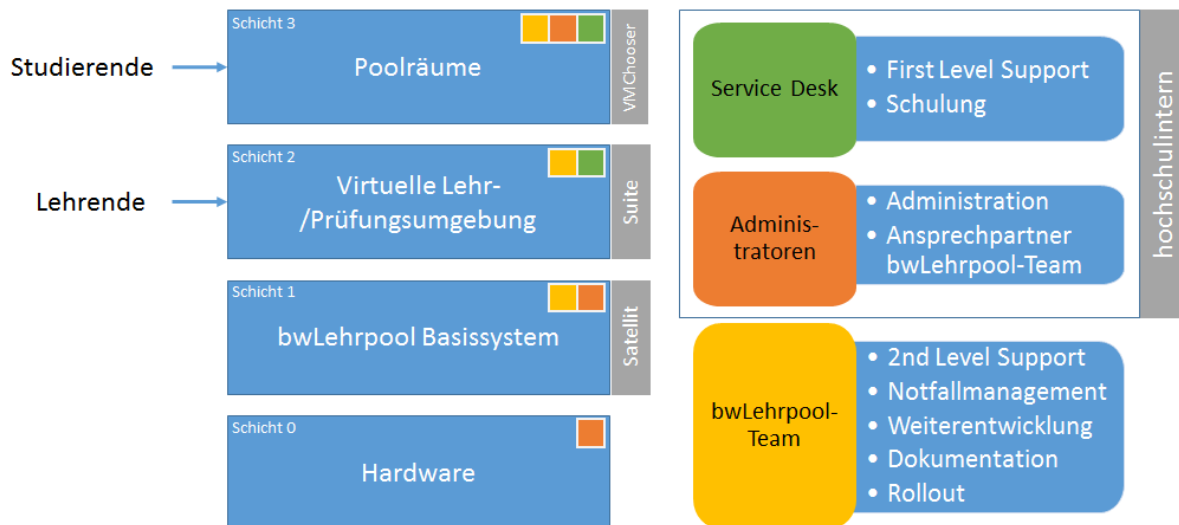 Studierende
Schicht 3
Poolräume
VMChooser
Lehrende
Schicht 2
Virtuelle Lehr-
/Prüfungsumgebung
Suite
Schicht 1
bwLehrpool Basissystem
Satellit
Schicht 0
Hardware
Service Desk
• First Level Support
• Schulung
Adminis-
tratoren
• Administration
• Ansprechpartner
bwLehrpool-Team
hochschulintern
bwLehrpool-
Team
• 2nd Level Support
• Notfallmanagement
• Weiterentwicklung
• Dokumentation
• Rollout